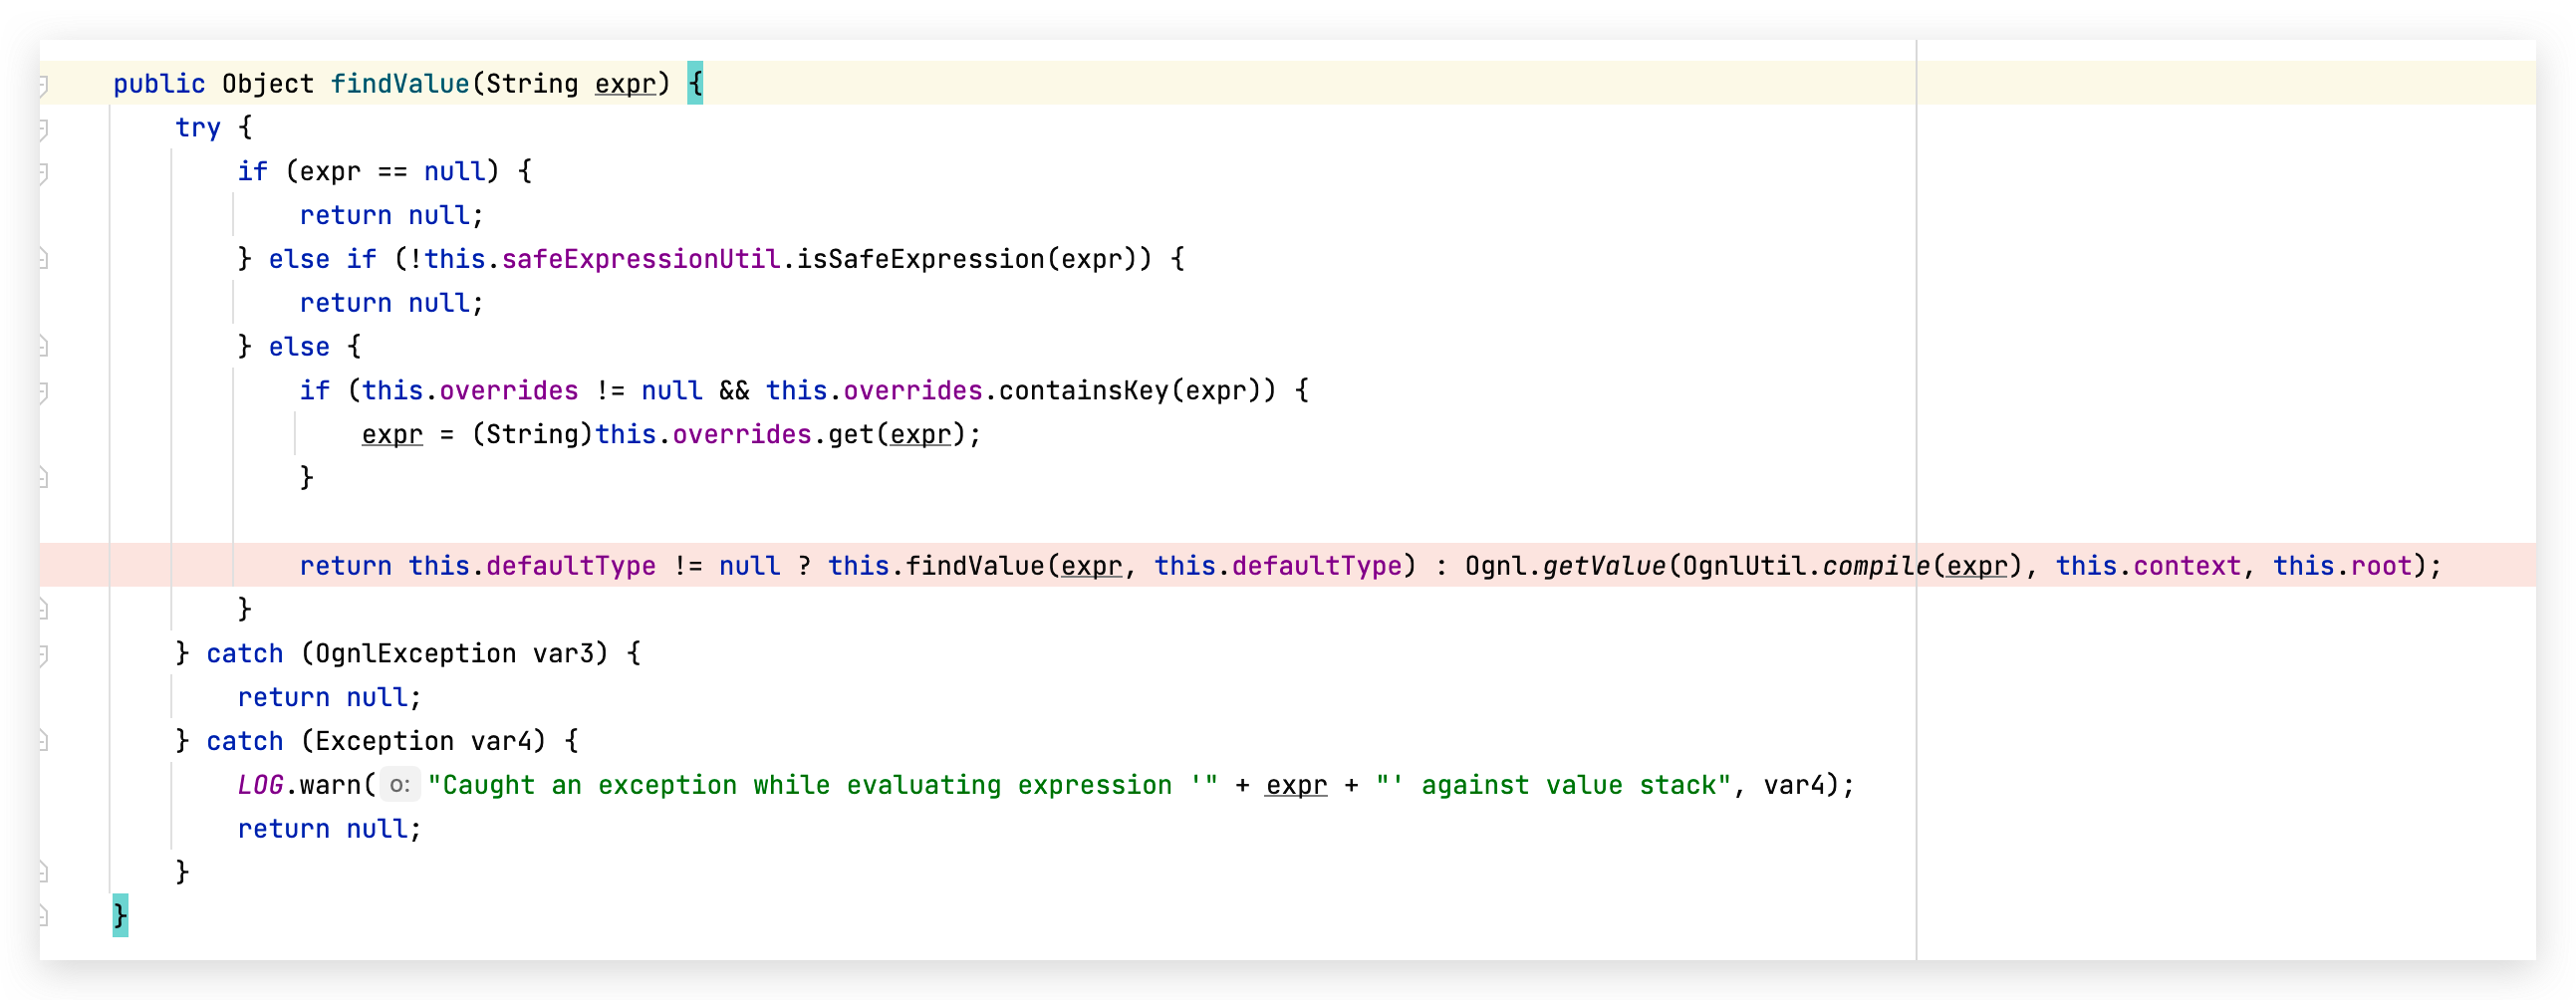 public Object findValue(String expr) {
try {
if (expr == null) {
return null;
} else if (!this.safeExpressionUtil.isSafeExpression(expr)) {
return null;
} else {
if (this.overrides != null && this.overrides.containsKey(expr)) {
expr = (String)this.overrides.get(expr);
}
return this.defaultType != null ? this.findValue(expr, this.defaultType) : Ognl.getValue(OgnlUtil.compile(expr), this.context, this.root);
}
} catch (OgnlException var3) {
return null;
} catch (Exception var4) {
LOG.warn( o: "Caught an exception while evaluating expression '" + expr + "' against value stack", var4);
return null;
}
}